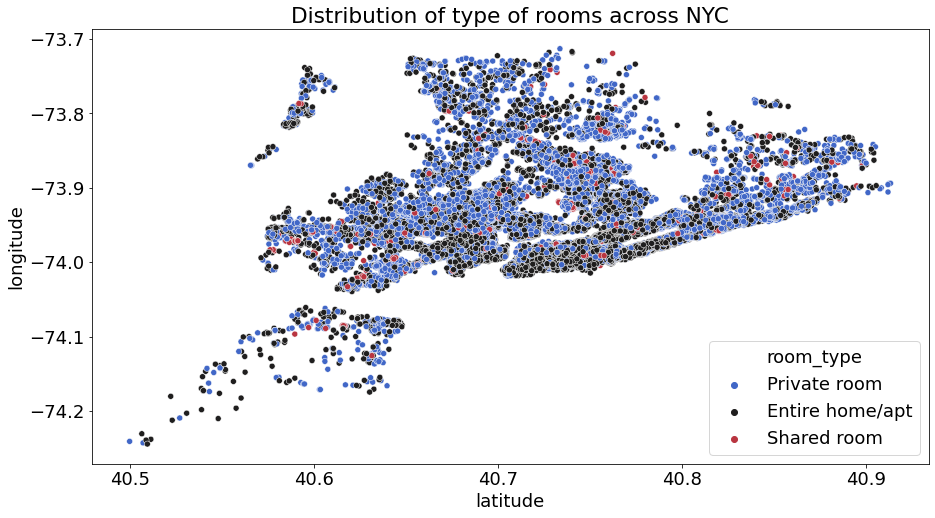 Distribution of type of rooms across NYC
longitude
−73.7
−73.8
−73.9
−74.0
−74.1
−74.2
room_type
Private room
Entire home/apt
Shared room
40.5 40.6 40.7 40.8 40.9
latitude